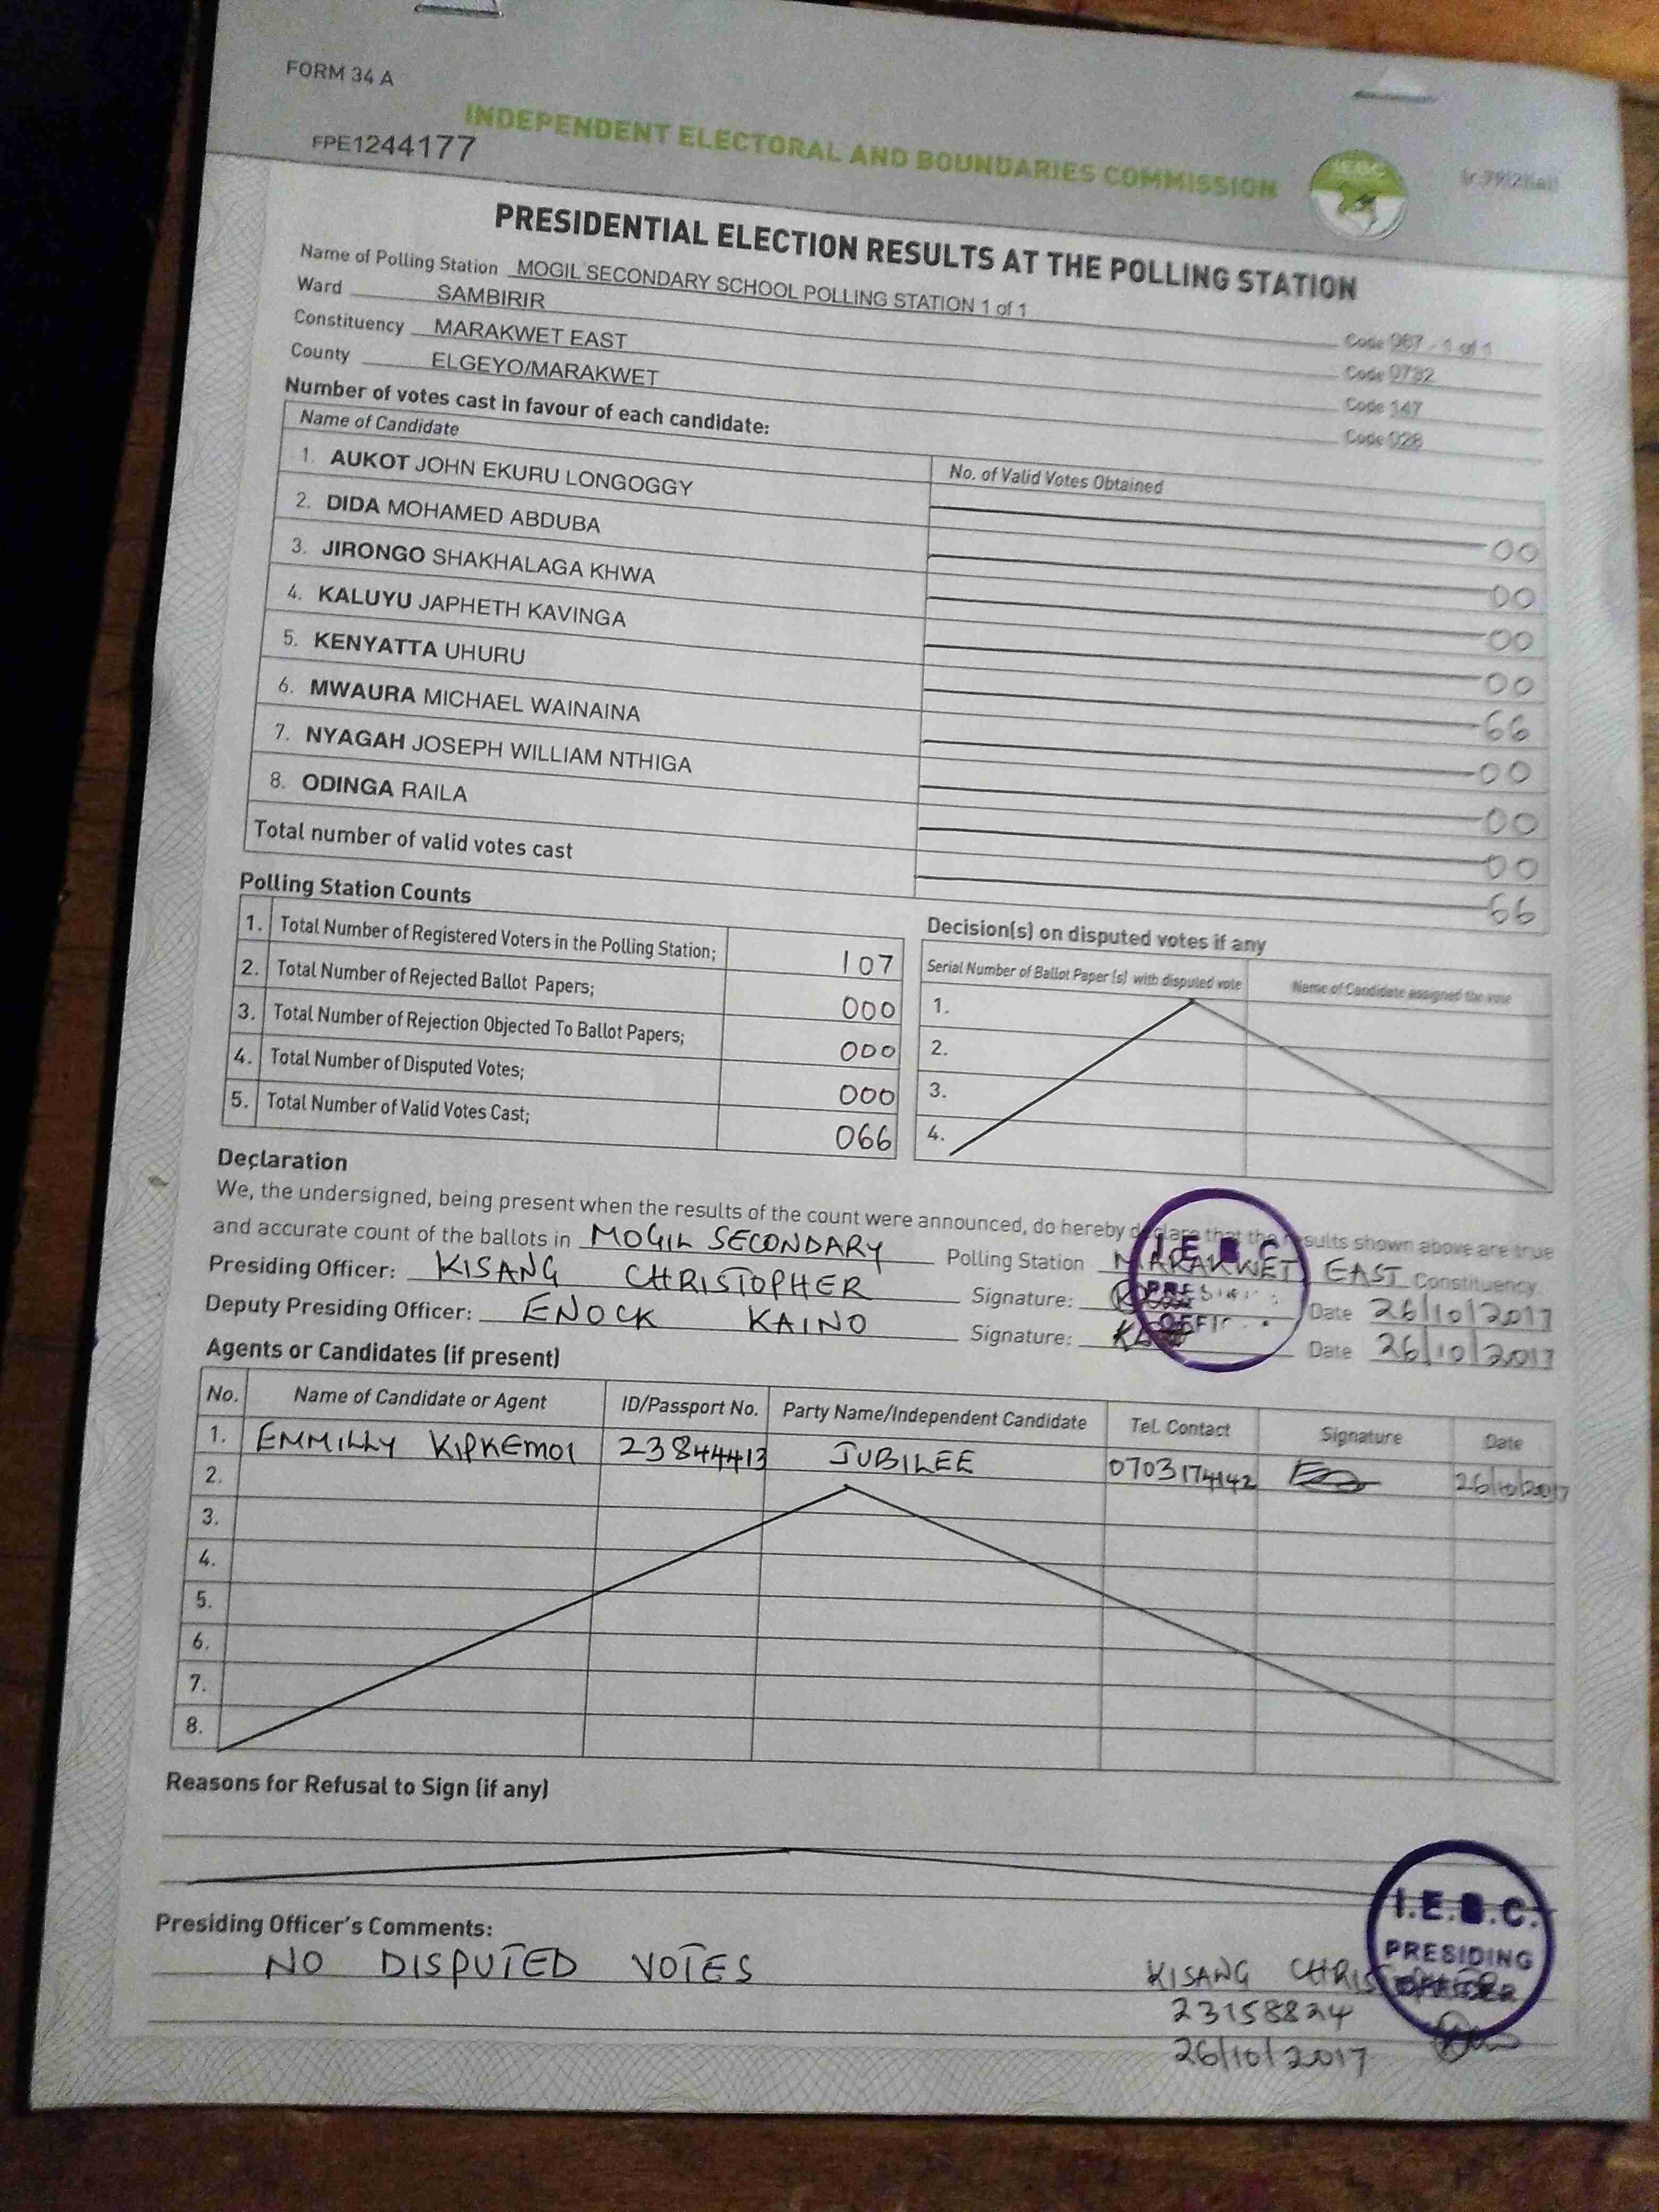 FORM 34 A
INDEPENDENT ELECTORAL AND BOUNDARIES COMMISSION
FPE1244177
PRESIDENTIAL ELECTION RESULTS AT THE POLLING STATION
Name of Polling Station MOGIL SECONDARY SCHOOL POLLING STATION 1 of 1 Code 067 - 1 of 1
Ward SAMBIRIR Code 0732
Constituency MARAKWET EAST Code 147
County ELGEYO/MARAKWET Code 028
Number of votes cast in favour of each candidate:
Name of Candidate No. of Valid Votes Obtained
1. AUKOT JOHN EKURU LONGOGGY 00
2. DIDA MOHAMED ABDUBA 00
3. JIRONGO SHAKHALAGA KHWA 00
4. KALUYU JAPHETH KAVINGA 00
5. KENYATTA UHURU 66
6. MWAURA MICHAEL WAINAINA 00
7. NYAGAH JOSEPH WILLIAM NTHIGA 00
8. ODINGA RAILA 00
Total number of valid votes cast 66
Polling Station Counts
1. Total Number of Registered Voters in the Polling Station; 107
2. Total Number of Rejected Ballot Papers; 000
3. Total Number of Rejection Objected To Ballot Papers; 000
4. Total Number of Disputed Votes; 000
5. Total Number of Valid Votes Cast; 066
Decision(s) on disputed votes if any
Serial Number of Ballot Paper (s) with disputed vote Name of Candidate assigned the vote
1.
2.
3.
4.
Declaration
We, the undersigned, being present when the results of the count were announced, do hereby declare that the results shown above are true
and accurate count of the ballots in MOGIL SECONDARY Polling Station MARAKWET EAST Constituency
Presiding Officer: KISANG CHRISTOPHER Signature: Date 26/10/2017
Deputy Presiding Officer: ENOCK KAINO Signature: Date 26/10/2017
I.E.B.C
PRESIDING
OFFICER
Agents or Candidates (if present)
No. Name of Candidate or Agent ID/Passport No. Party Name/Independent Candidate Tel. Contact Signature Date
1. EMMILLY KIPKEMOI 23844413 JUBILEE 0703174142 26/10/2017
2.
3.
4.
5.
6.
7.
8.
Reasons for Refusal to Sign (if any)
Presiding Officer's Comments:
NO DISPUTED VOTES
KISANG CHRISTOPHER
23158824
26/10/2017
I.E.B.C.
PRESIDING
OFFICER